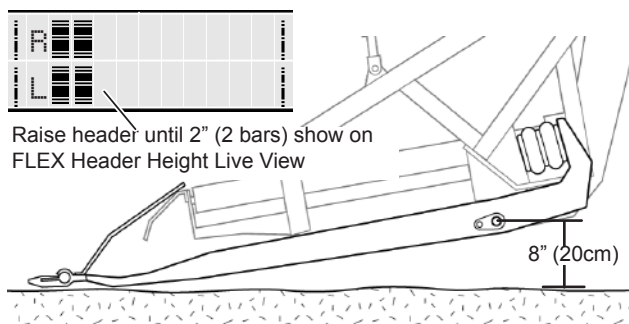 R
L
Raise header until 2” (2 bars) show on
FLEX Header Height Live View
8” (20cm)